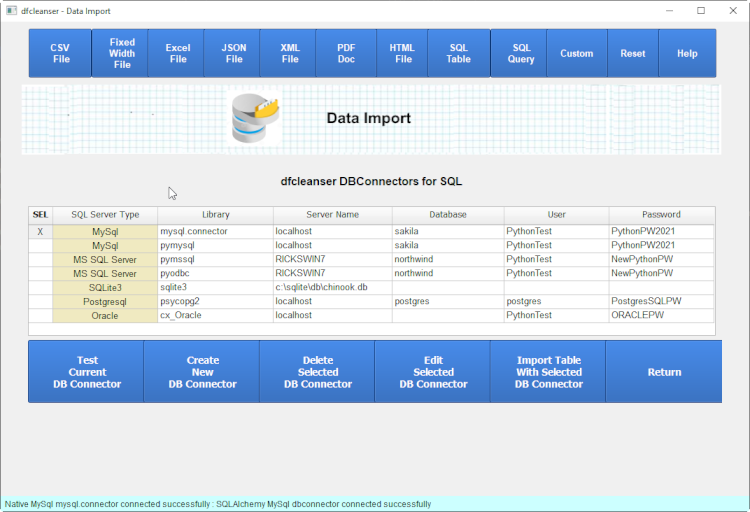 dfcleanser - Data Import
CSV
File
Fixed
Width
File
Excel
File
JSON
File
XML
File
PDF
Doc
HTML
File
SQL
Table
SQL
Query
Custom
Reset
Help
Data Import
dfcleanser DBConnectors for SQL
SEL SQL Server Type Library Server Name Database User Password
X MySql mysql.connector localhost sakila PythonTest PythonPW2021
MySql pymysql localhost sakila PythonTest PythonPW2021
MS SQL Server pymssql RICKSWIN7 northwind PythonTest NewPythonPW
MS SQL Server pyodbc RICKSWIN7 northwind PythonTest NewPythonPW
SQLite3 sqlite3 c:\sqlite\db\chinook.db
Postgresql psycopg2 localhost postgres postgres PostgresSQLPW
Oracle cx_Oracle localhost PythonTest ORACLEPW
Test
Current
DB Connector
Create
New
DB Connector
Delete
Selected
DB Connector
Edit
Selected
DB Connector
Import Table
With Selected
DB Connector
Return
Native MySql mysql.connector connected successfully : SQLAlchemy MySql dbconnector connected successfully